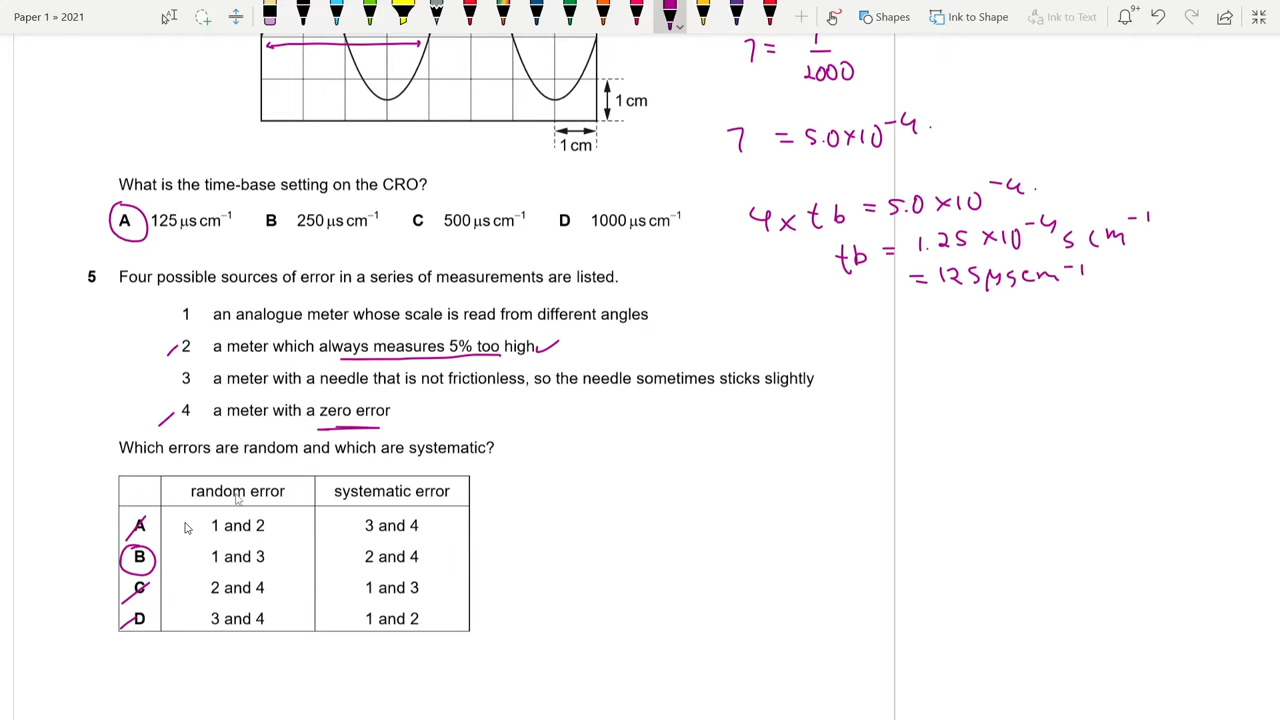 Paper 1 » 2021
Shapes
Ink to Shape
Ink to Text
9+
7 = 1
2000
1 cm
7 = 5.0×10⁻⁴.
1 cm
What is the time-base setting on the CRO?
A 125 µs cm⁻¹ B 250 µs cm⁻¹ C 500 µs cm⁻¹ D 1000 µs cm⁻¹
4 x tb = 5.0 ×10⁻⁴.
tb = 1.25 ×10⁻⁴ s cm⁻¹
= 125µs cm⁻¹
5 Four possible sources of error in a series of measurements are listed.
1 an analogue meter whose scale is read from different angles
2 a meter which always measures 5% too high
3 a meter with a needle that is not frictionless, so the needle sometimes sticks slightly
4 a meter with a zero error
Which errors are random and which are systematic?
random error systematic error
A 1 and 2 3 and 4
B 1 and 3 2 and 4
C 2 and 4 1 and 3
D 3 and 4 1 and 2